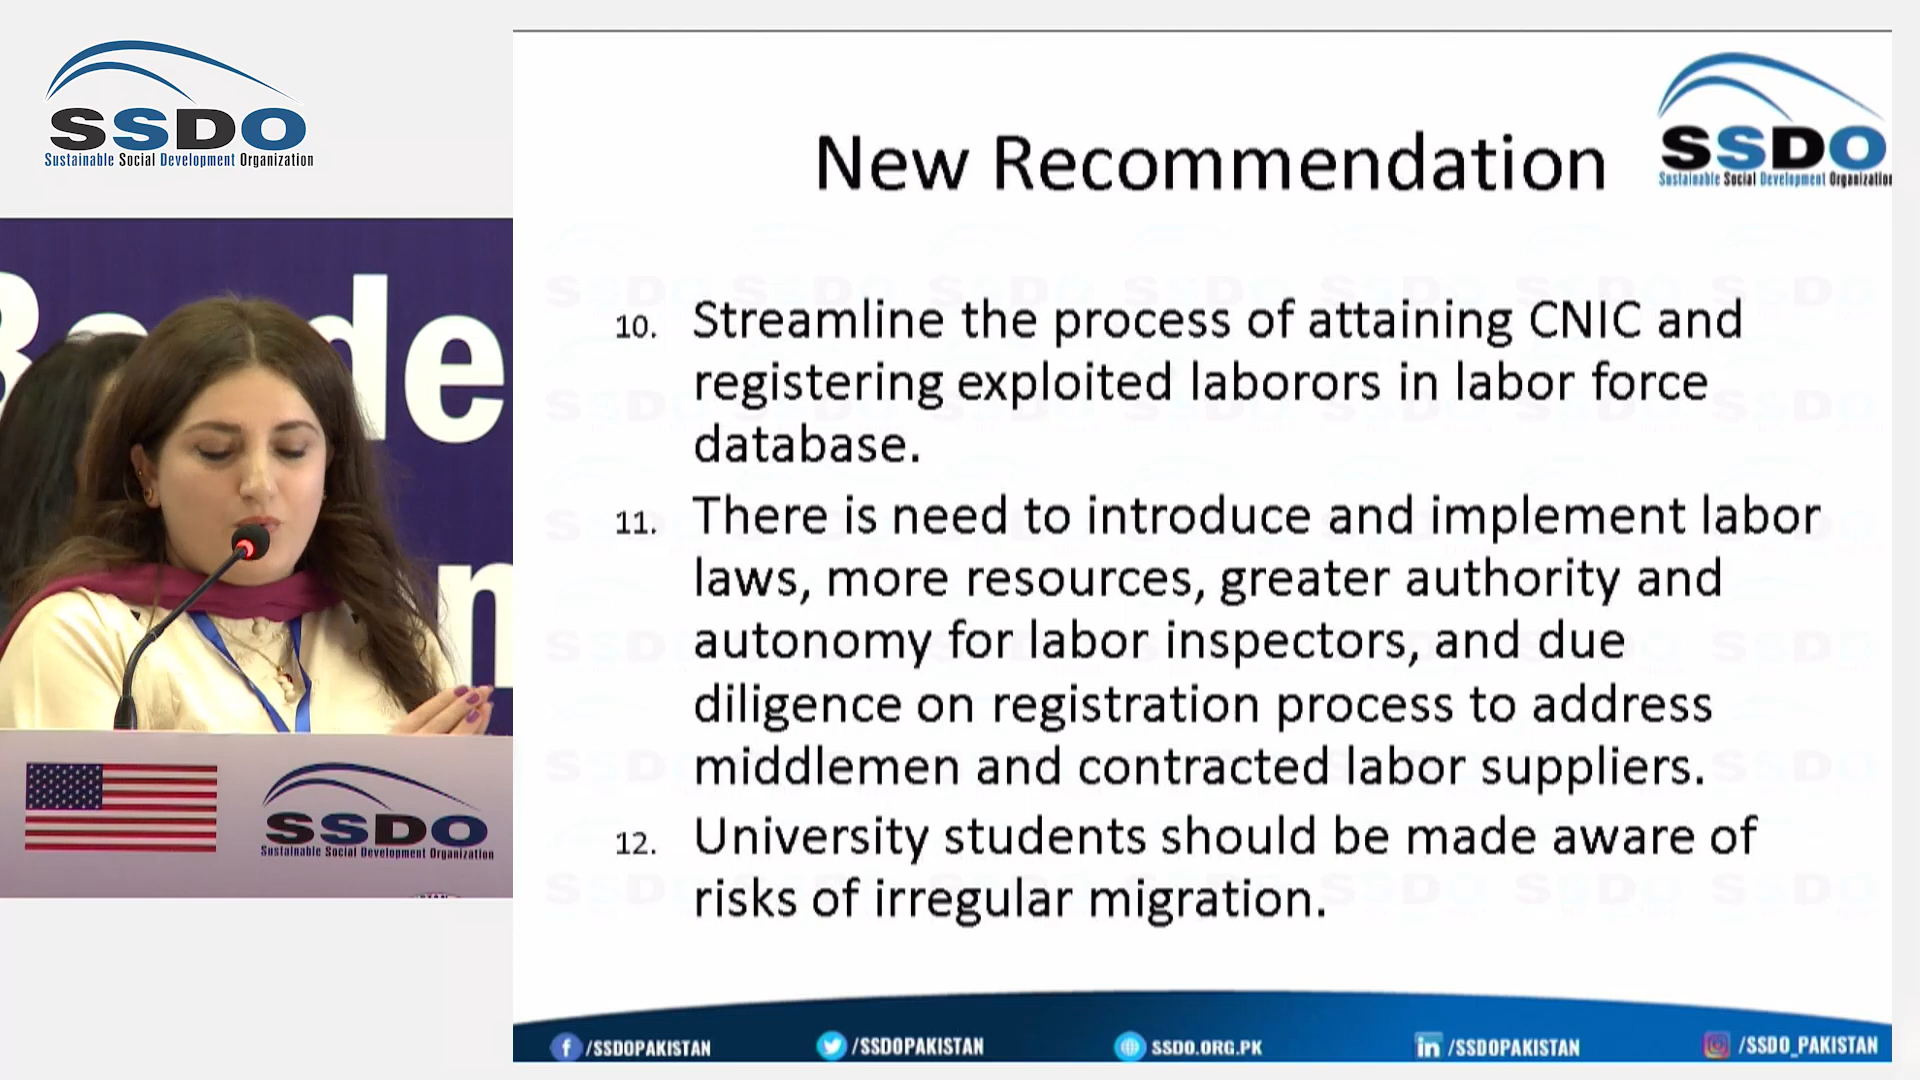 SSDO
Sustainable Social Development Organization
SSDO
Sustainable Social Development Organization
New Recommendation
10. Streamline the process of attaining CNIC and
registering exploited laborors in labor force
database.
11. There is need to introduce and implement labor
laws, more resources, greater authority and
autonomy for labor inspectors, and due
diligence on registration process to address
middlemen and contracted labor suppliers.
12. University students should be made aware of
risks of irregular migration.
SSDO
Sustainable Social Development Organization
/SSDOPAKISTAN
/SSDOPAKISTAN
SSDO.ORG.PK
/SSDOPAKISTAN
/SSDO_PAKISTAN